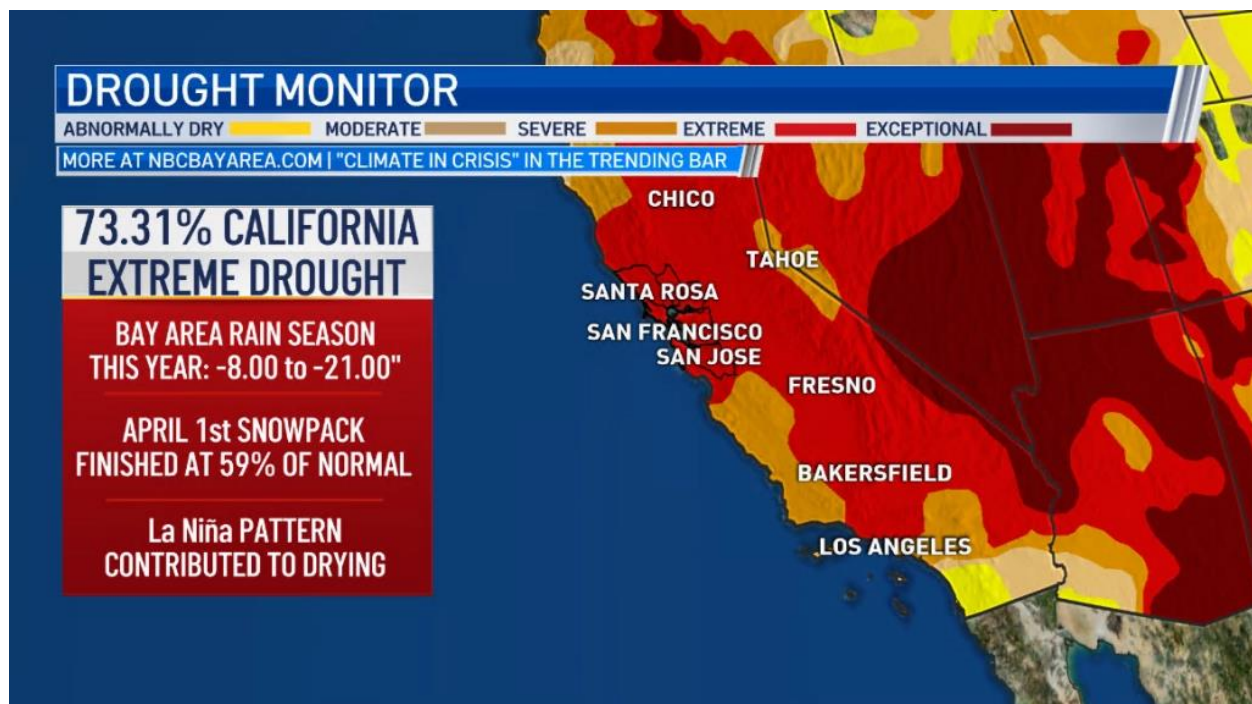 DROUGHT MONITOR
ABNORMALLY DRY MODERATE SEVERE EXTREME EXCEPTIONAL
MORE AT NBCBAYAREA.COM | "CLIMATE IN CRISIS" IN THE TRENDING BAR
73.31% CALIFORNIA
EXTREME DROUGHT
BAY AREA RAIN SEASON
THIS YEAR: -8.00 to -21.00"
APRIL 1st SNOWPACK
FINISHED AT 59% OF NORMAL
La Niña PATTERN
CONTRIBUTED TO DRYING
CHICO
TAHOE
SANTA ROSA
SAN FRANCISCO
SAN JOSE
FRESNO
BAKERSFIELD
LOS ANGELES